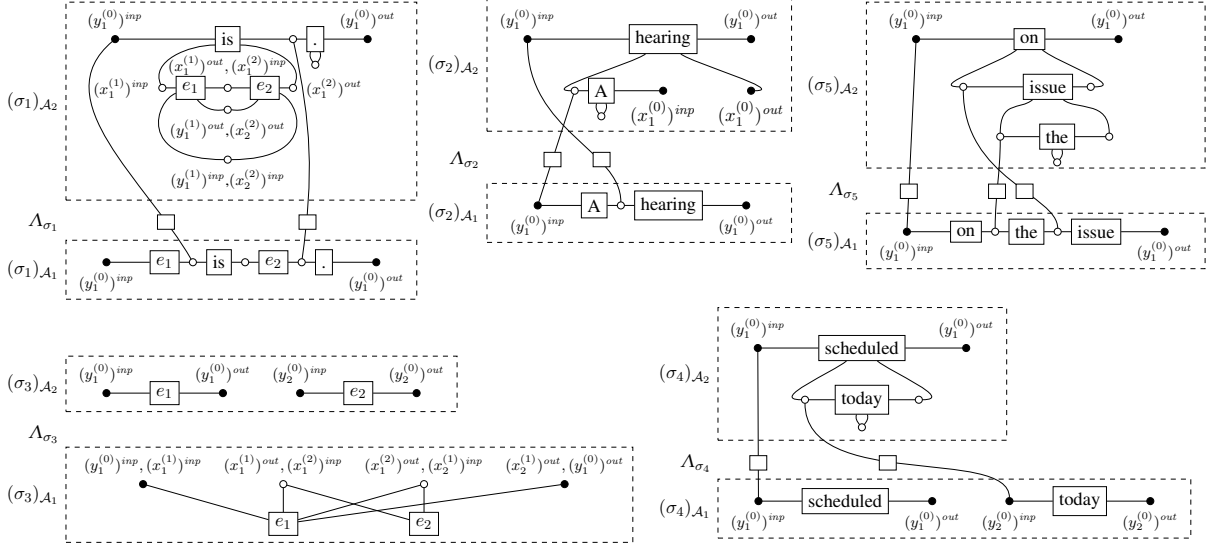 (y₁⁽⁰⁾)ⁱⁿᵖ is . (y₁⁽⁰⁾)ᵒᵘᵗ
(x₁⁽¹⁾)ⁱⁿᵖ (x₁⁽¹⁾)ᵒᵘᵗ,(x₁⁽²⁾)ⁱⁿᵖ (x₁⁽²⁾)ᵒᵘᵗ
(σ₁)_𝒜₂ e₁ e₂
(y₁⁽¹⁾)ᵒᵘᵗ,(x₂⁽²⁾)ᵒᵘᵗ
(y₁⁽¹⁾)ⁱⁿᵖ,(x₂⁽²⁾)ⁱⁿᵖ
Λ_σ₁
(σ₁)_𝒜₁ e₁ is e₂ .
(y₁⁽⁰⁾)ⁱⁿᵖ (y₁⁽⁰⁾)ᵒᵘᵗ
(y₁⁽⁰⁾)ⁱⁿᵖ hearing (y₁⁽⁰⁾)ᵒᵘᵗ
(σ₂)_𝒜₂ A
(x₁⁽⁰⁾)ⁱⁿᵖ (x₁⁽⁰⁾)ᵒᵘᵗ
Λ_σ₂
(σ₂)_𝒜₁ A hearing
(y₁⁽⁰⁾)ⁱⁿᵖ (y₁⁽⁰⁾)ᵒᵘᵗ
(y₁⁽⁰⁾)ⁱⁿᵖ on (y₁⁽⁰⁾)ᵒᵘᵗ
(σ₅)_𝒜₂ issue
the
Λ_σ₅
(σ₅)_𝒜₁ on the issue
(y₁⁽⁰⁾)ⁱⁿᵖ (y₁⁽⁰⁾)ᵒᵘᵗ
(y₁⁽⁰⁾)ⁱⁿᵖ (y₁⁽⁰⁾)ᵒᵘᵗ (y₂⁽⁰⁾)ⁱⁿᵖ (y₂⁽⁰⁾)ᵒᵘᵗ
(σ₃)_𝒜₂ e₁ e₂
Λ_σ₃
(y₁⁽⁰⁾)ⁱⁿᵖ,(x₁⁽¹⁾)ⁱⁿᵖ (x₁⁽¹⁾)ᵒᵘᵗ,(x₁⁽²⁾)ⁱⁿᵖ (x₁⁽²⁾)ᵒᵘᵗ,(x₂⁽¹⁾)ⁱⁿᵖ (x₂⁽¹⁾)ᵒᵘᵗ,(y₁⁽⁰⁾)ᵒᵘᵗ
(σ₃)_𝒜₁ e₁ e₂
(y₁⁽⁰⁾)ⁱⁿᵖ (y₁⁽⁰⁾)ᵒᵘᵗ
(σ₄)_𝒜₂ scheduled
today
Λ_σ₄
(σ₄)_𝒜₁ scheduled today
(y₁⁽⁰⁾)ⁱⁿᵖ (y₁⁽⁰⁾)ᵒᵘᵗ (y₂⁽⁰⁾)ⁱⁿᵖ (y₂⁽⁰⁾)ᵒᵘᵗ